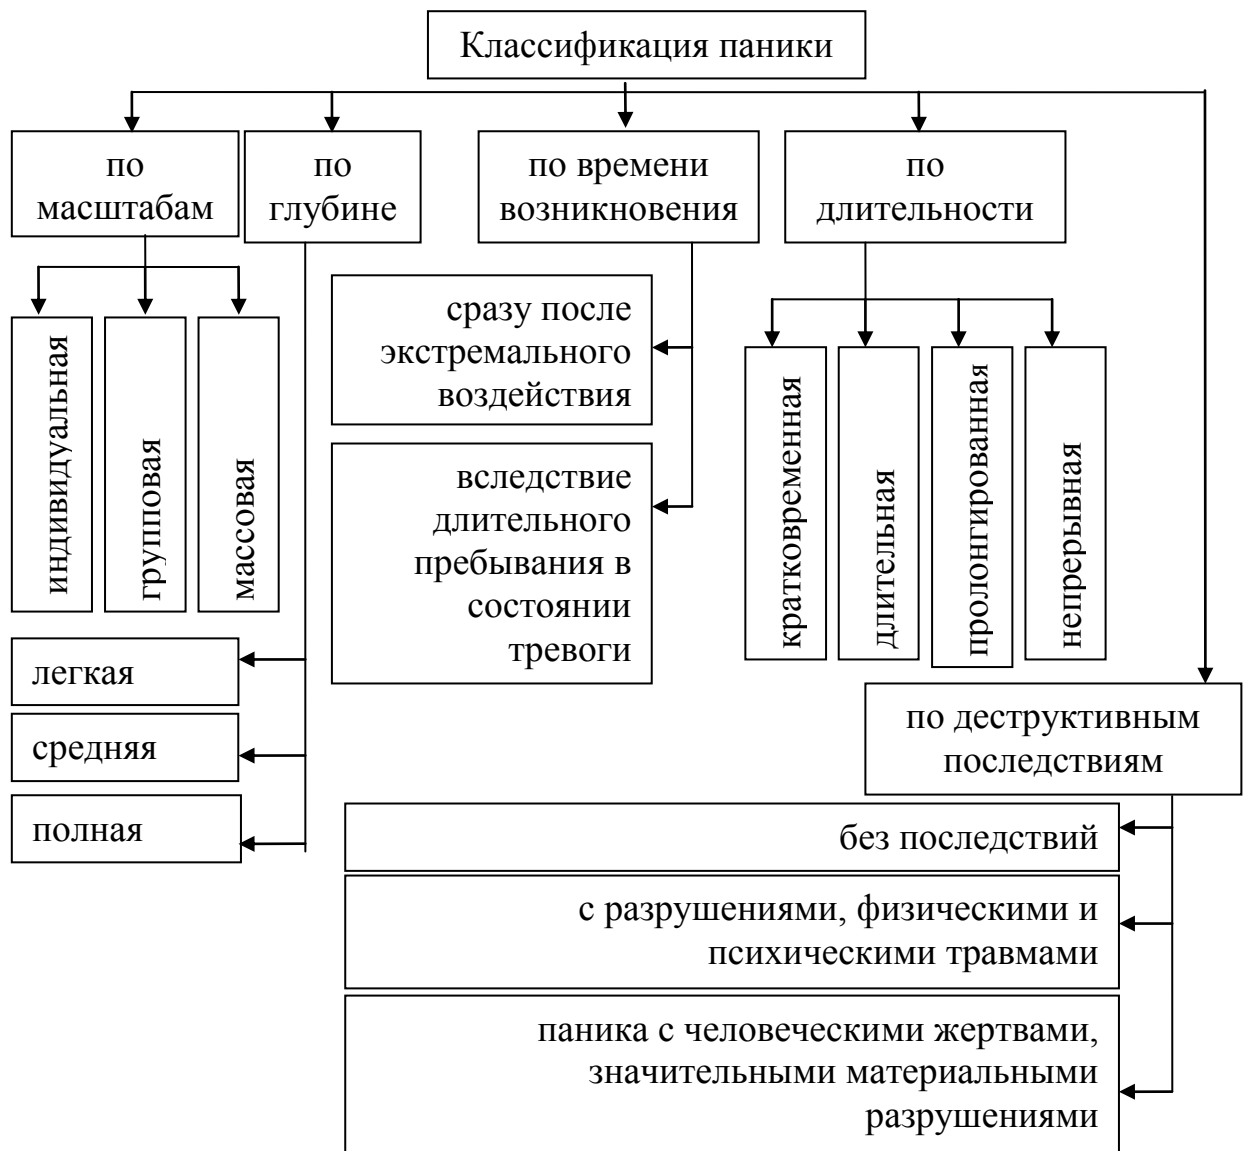 Классификация паники
по
масштабам
по
глубине
по времени
возникновения
по
длительности
индивидуальная
групповая
массовая
сразу после
экстремального
воздействия
вследствие
длительного
пребывания в
состоянии
тревоги
кратковременная
длительная
пролонгированная
непрерывная
легкая
средняя
полная
по деструктивным
последствиям
без последствий
с разрушениями, физическими и
психическими травмами
паника с человеческими жертвами,
значительными материальными
разрушениями